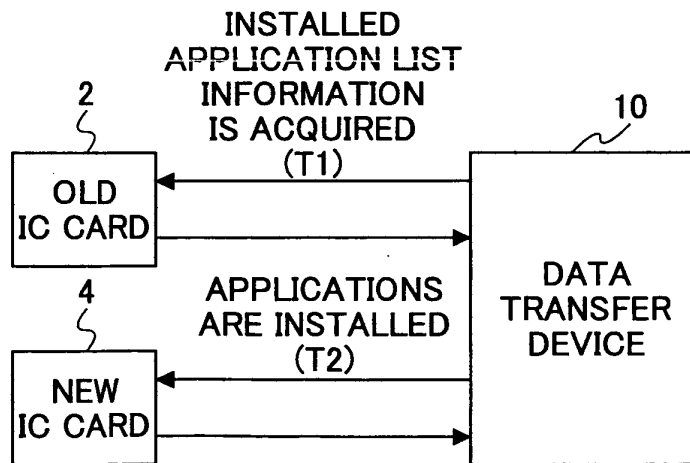 INSTALLED
APPLICATION LIST
INFORMATION
IS ACQUIRED
(T1)
2
10
OLD
IC CARD
DATA
TRANSFER
DEVICE
4
APPLICATIONS
ARE INSTALLED
(T2)
NEW
IC CARD